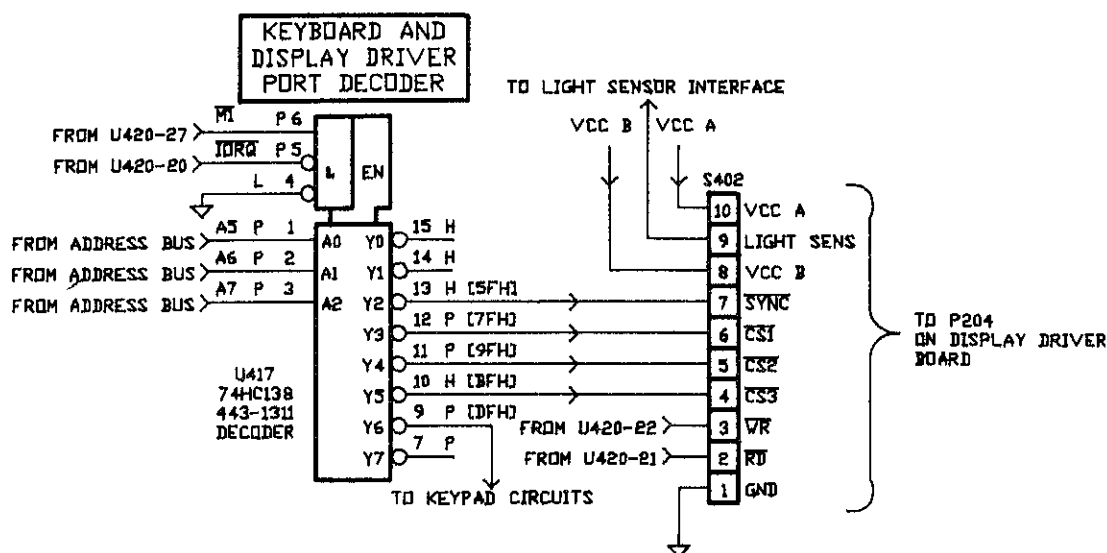 KEYBOARD AND
DISPLAY DRIVER
PORT DECODER
TO LIGHT SENSOR INTERFACE
VCC B VCC A
FROM U420-27 M1 P 6
FROM U420-20 IORQ P 5
L 4
& EN
S402
10 VCC A
9 LIGHT SENS
8 VCC B
7 SYNC
6 CS1
5 CS2
4 CS3
3 WR
2 RD
1 GND
FROM ADDRESS BUS A5 P 1 A0 Y0 15 H
FROM ADDRESS BUS A6 P 2 A1 Y1 14 H
FROM ADDRESS BUS A7 P 3 A2 Y2 13 H [5FH]
Y3 12 P [7FH]
Y4 11 P [9FH]
Y5 10 H [BFH]
Y6 9 P [DFH]
Y7 7 P
U417
74HC138
443-1311
DECODER
FROM U420-22
FROM U420-21
TO KEYPAD CIRCUITS
TO P204
ON DISPLAY DRIVER
BOARD